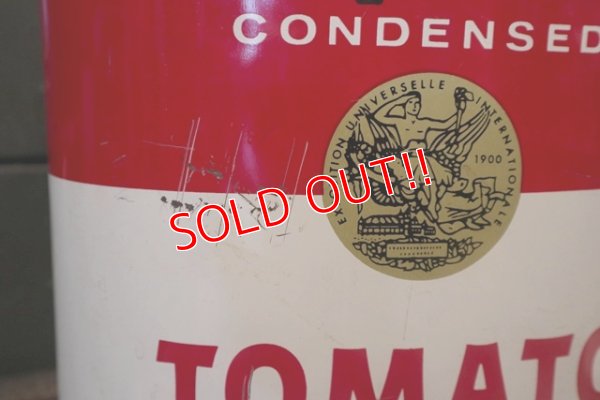 CONDENSED
EXPOSITION UNIVERSELLE INTERNATIONALE
1900
SOLD OUT!!
TOMATO